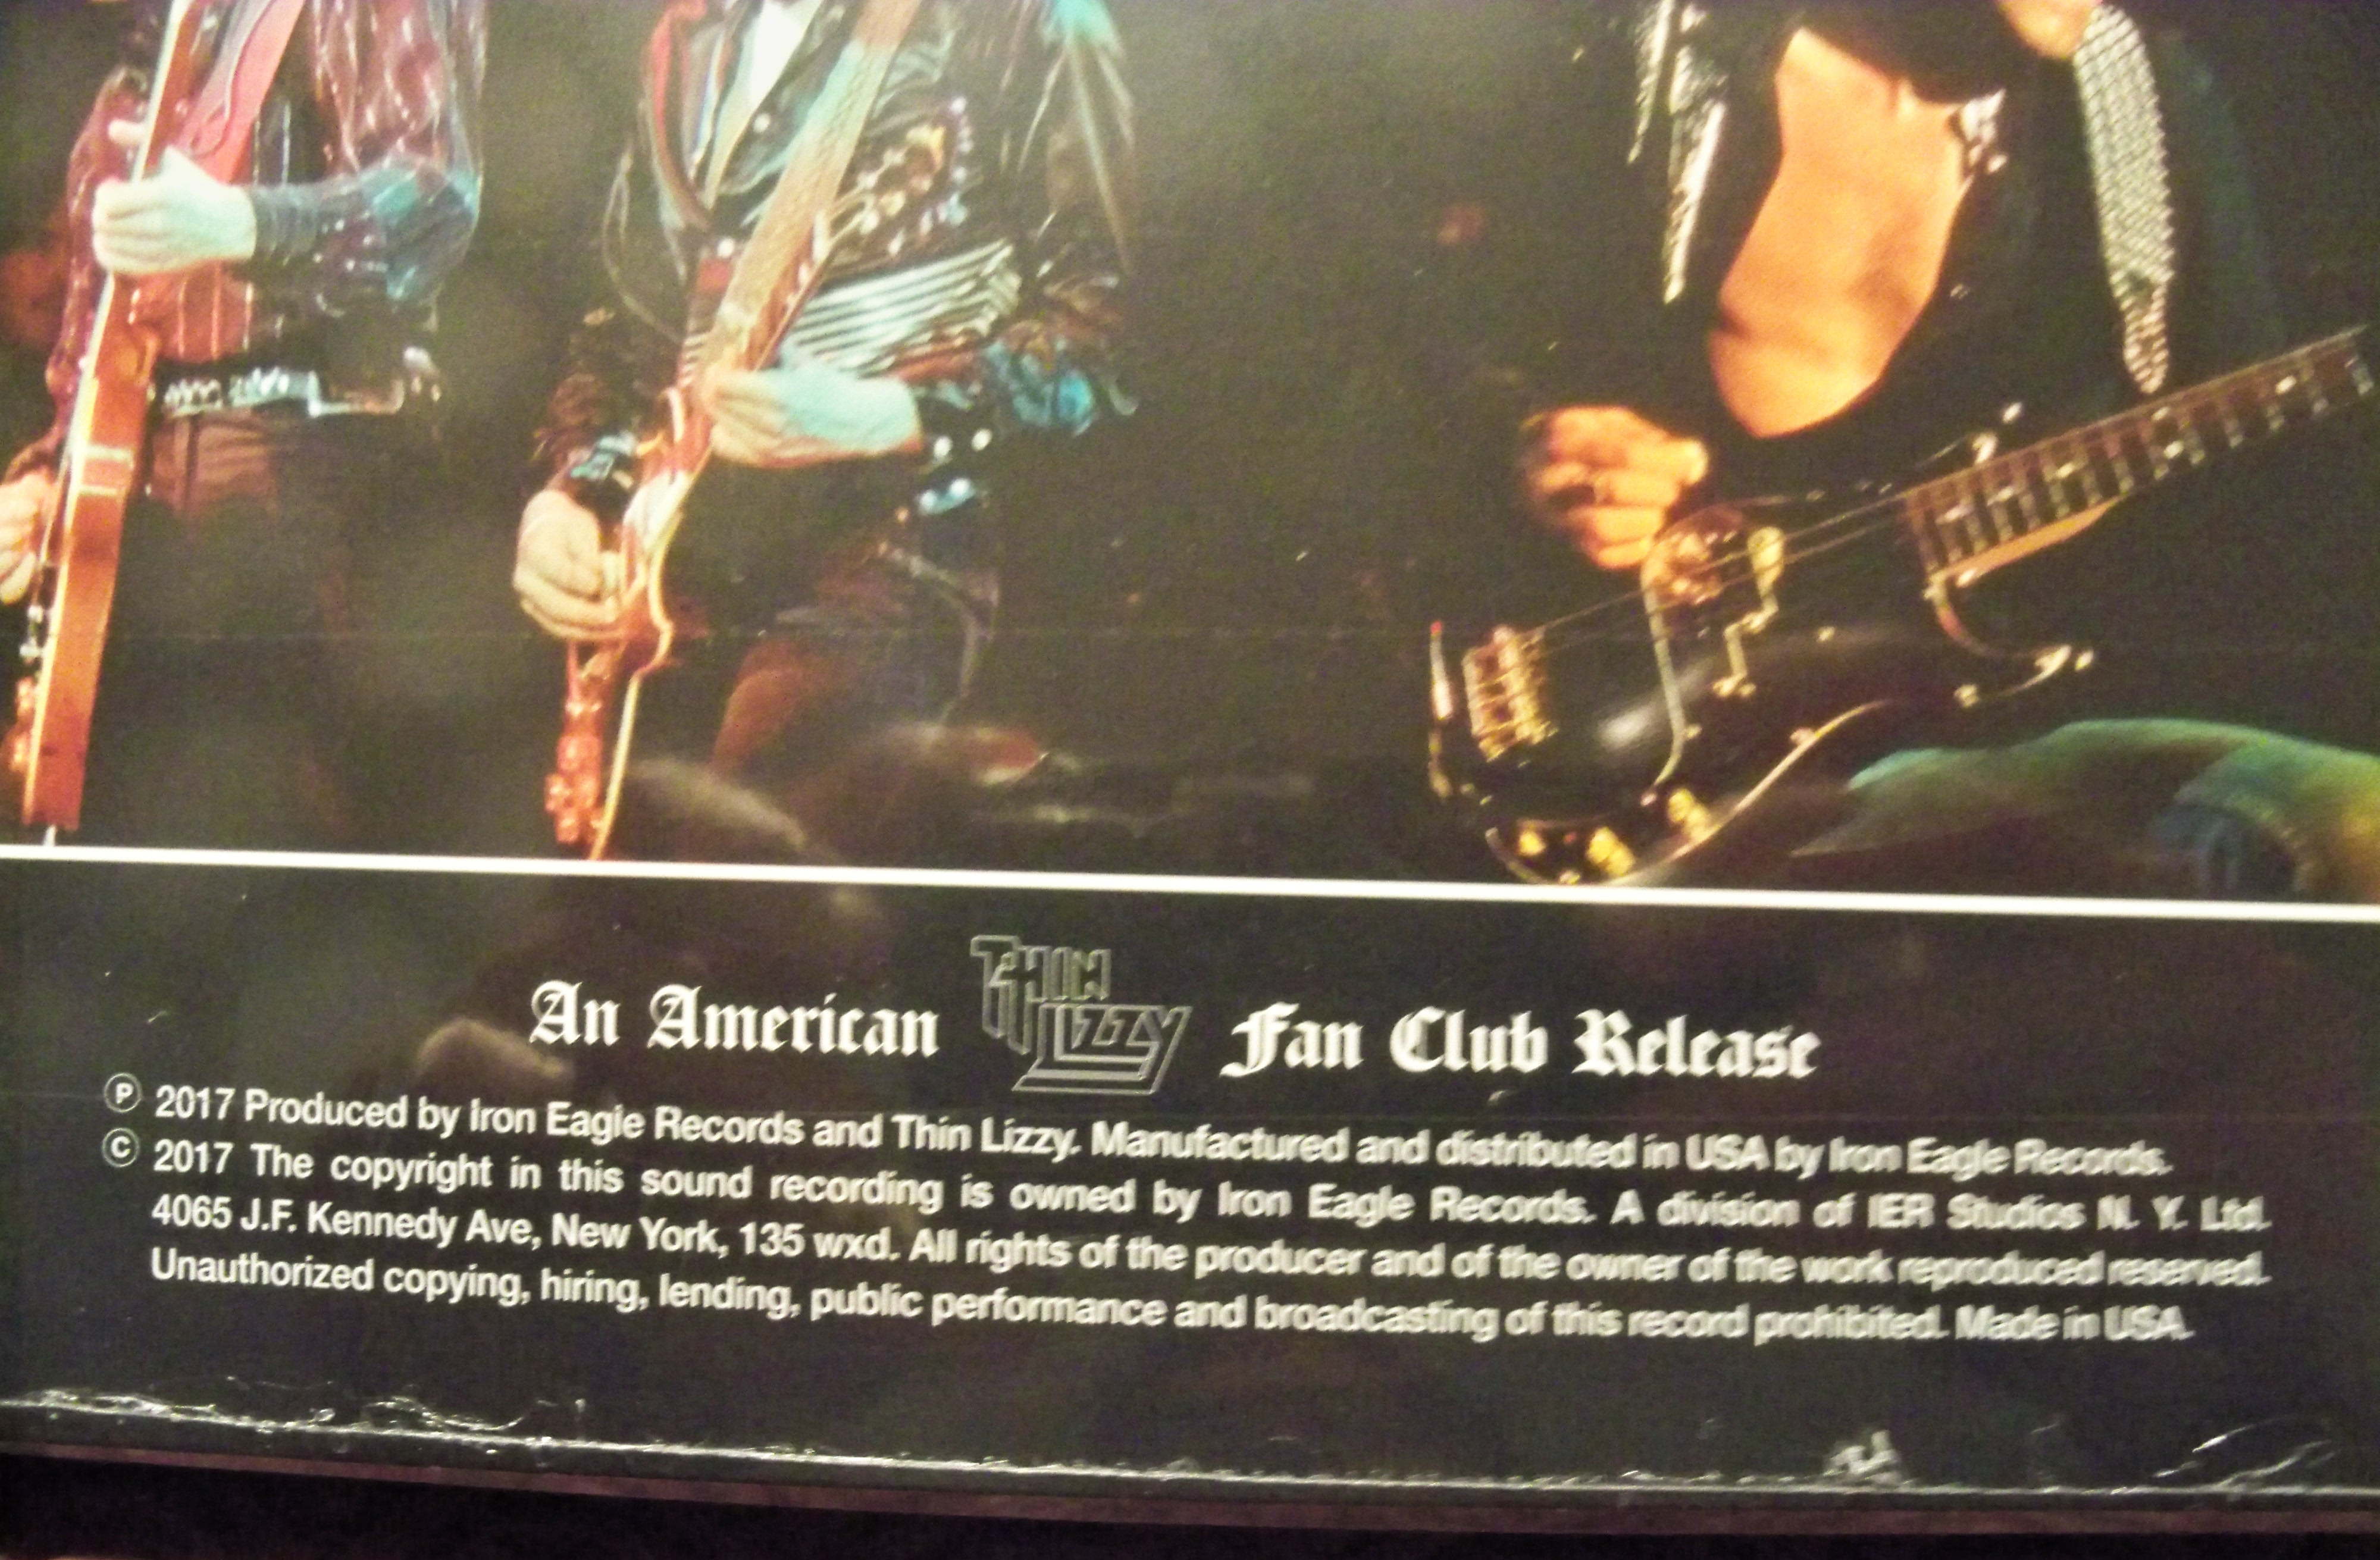 An American THIN LIZZY Fan Club Release
Ⓟ 2017 Produced by Iron Eagle Records and Thin Lizzy. Manufactured and distributed in USA by Iron Eagle Records.
Ⓒ 2017 The copyright in this sound recording is owned by Iron Eagle Records. A division of IER Studios N. Y. Ltd.
4065 J.F. Kennedy Ave, New York, 135 wxd. All rights of the producer and of the owner of the work reproduced reserved.
Unauthorized copying, hiring, lending, public performance and broadcasting of this record prohibited. Made in USA.